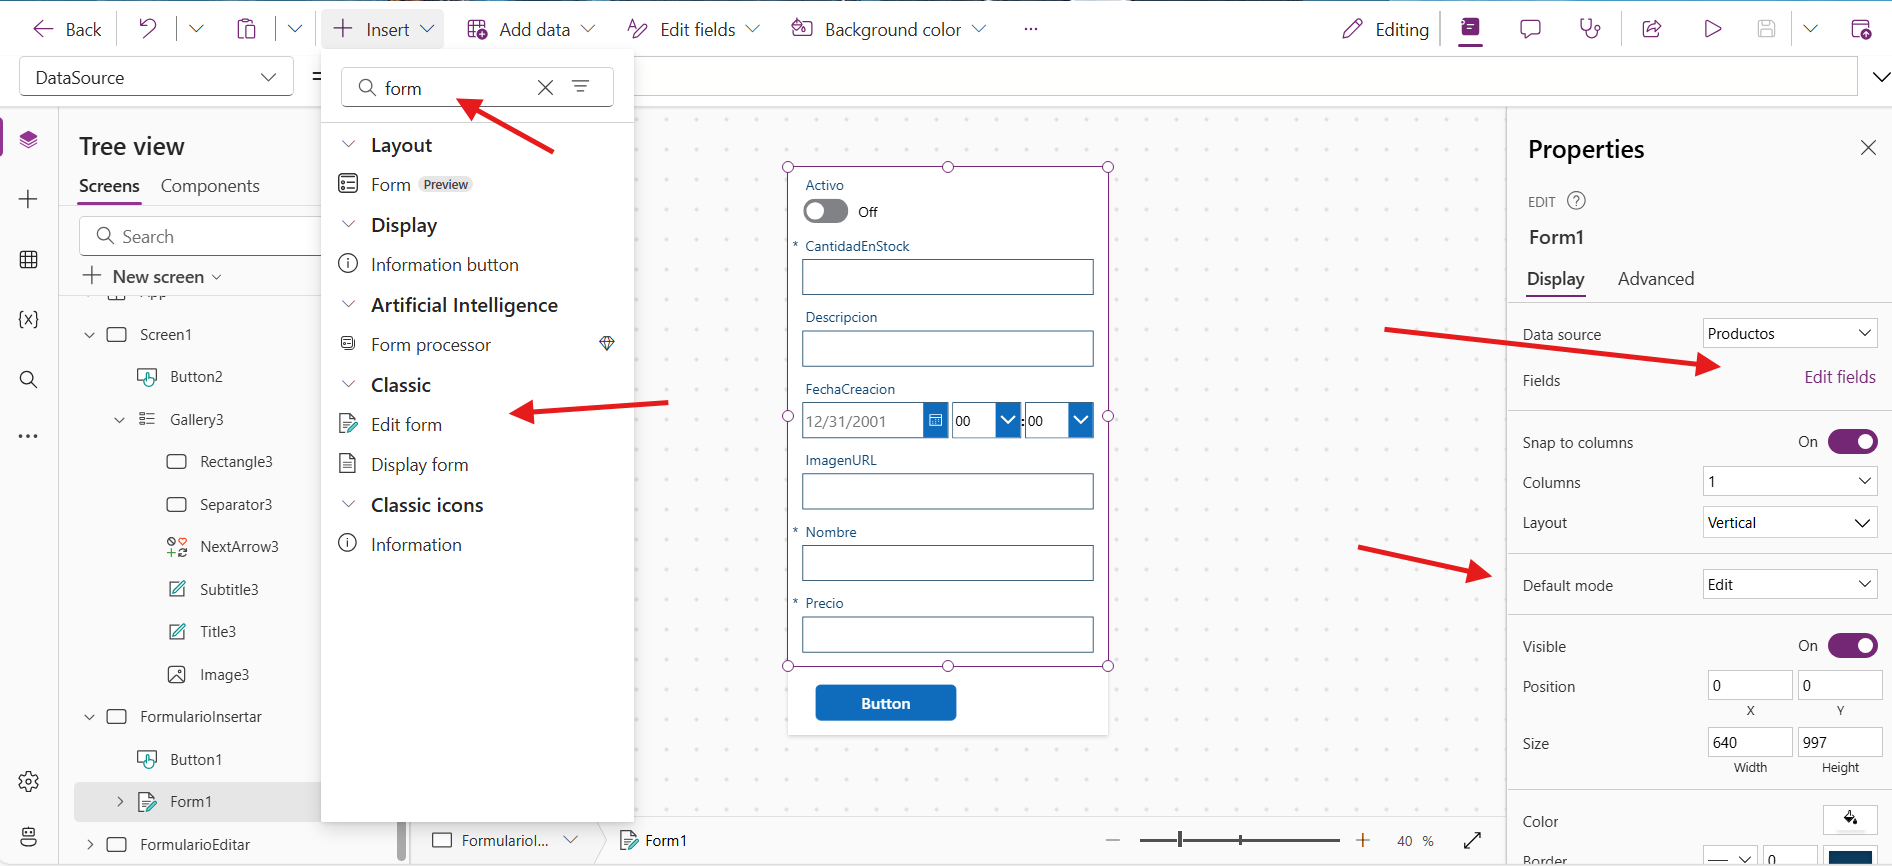 Back
Insert
Add data
Edit fields
Background color
...
Editing
DataSource
=
form
Tree view
Screens
Components
Search
New screen
App
Screen1
Button2
Gallery3
Rectangle3
Separator3
NextArrow3
Subtitle3
Title3
Image3
FormularioInsertar
Button1
Form1
FormularioEditar
Layout
Form Preview
Display
Information button
Artificial Intelligence
Form processor
Classic
Edit form
Display form
Classic icons
Information
Activo
Off
* CantidadEnStock
Descripcion
FechaCreacion
12/31/2001 00 : 00
ImagenURL
* Nombre
* Precio
Button
FormularioI...
Form1
40 %
Properties
EDIT
Form1
Display
Advanced
Data source Productos
Fields Edit fields
Snap to columns On
Columns 1
Layout Vertical
Default mode Edit
Visible On
Position 0 0
X Y
Size 640 997
Width Height
Color
Border 0